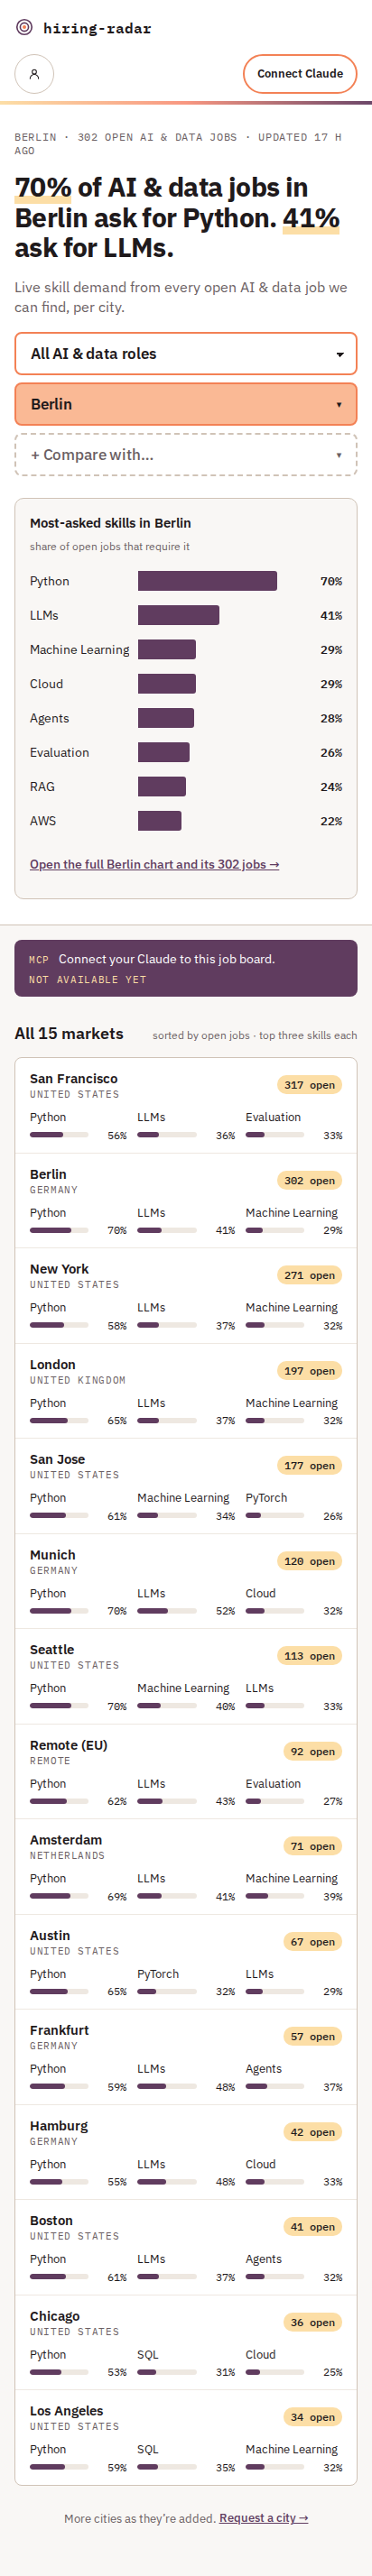 hiring-radar
Connect Claude
BERLIN · 302 OPEN AI & DATA JOBS · UPDATED 17 H
AGO
70% of AI & data jobs in
Berlin ask for Python. 41%
ask for LLMs.
Live skill demand from every open AI & data job we
can find, per city.
All AI & data roles
Berlin
+ Compare with...
Most-asked skills in Berlin
share of open jobs that require it
Python 70%
LLMs 41%
Machine Learning 29%
Cloud 29%
Agents 28%
Evaluation 26%
RAG 24%
AWS 22%
Open the full Berlin chart and its 302 jobs →
MCP Connect your Claude to this job board.
NOT AVAILABLE YET
All 15 markets sorted by open jobs · top three skills each
San Francisco 317 open
UNITED STATES
Python LLMs Evaluation
56% 36% 33%
Berlin 302 open
GERMANY
Python LLMs Machine Learning
70% 41% 29%
New York 271 open
UNITED STATES
Python LLMs Machine Learning
58% 37% 32%
London 197 open
UNITED KINGDOM
Python LLMs Machine Learning
65% 37% 32%
San Jose 177 open
UNITED STATES
Python Machine Learning PyTorch
61% 34% 26%
Munich 120 open
GERMANY
Python LLMs Cloud
70% 52% 32%
Seattle 113 open
UNITED STATES
Python Machine Learning LLMs
70% 40% 33%
Remote (EU) 92 open
REMOTE
Python LLMs Evaluation
62% 43% 27%
Amsterdam 71 open
NETHERLANDS
Python LLMs Machine Learning
69% 41% 39%
Austin 67 open
UNITED STATES
Python PyTorch LLMs
65% 32% 29%
Frankfurt 57 open
GERMANY
Python LLMs Agents
59% 48% 37%
Hamburg 42 open
GERMANY
Python LLMs Cloud
55% 48% 33%
Boston 41 open
UNITED STATES
Python LLMs Agents
61% 37% 32%
Chicago 36 open
UNITED STATES
Python SQL Cloud
53% 31% 25%
Los Angeles 34 open
UNITED STATES
Python SQL Machine Learning
59% 35% 32%
More cities as they're added. Request a city →